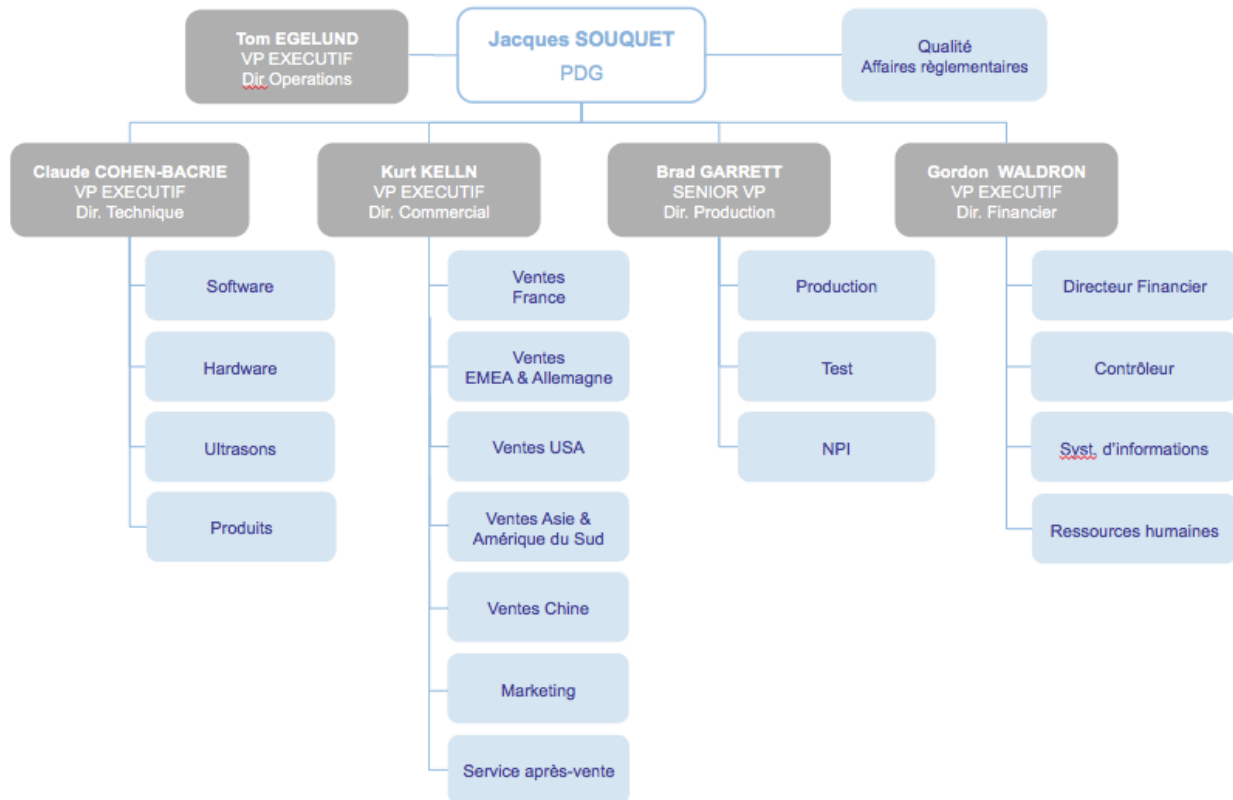 Tom EGELUND
VP EXECUTIF
Dir Operations
Jacques SOUQUET
PDG
Qualité
Affaires règlementaires
Claude COHEN-BACRIE
VP EXECUTIF
Dir. Technique
Kurt KELLN
VP EXECUTIF
Dir. Commercial
Brad GARRETT
SENIOR VP
Dir. Production
Gordon WALDRON
VP EXECUTIF
Dir. Financier
Software
Hardware
Ultrasons
Produits
Ventes
France
Ventes
EMEA & Allemagne
Ventes USA
Ventes Asie &
Amérique du Sud
Ventes Chine
Marketing
Service après-vente
Production
Test
NPI
Directeur Financier
Contrôleur
Syst. d'informations
Ressources humaines